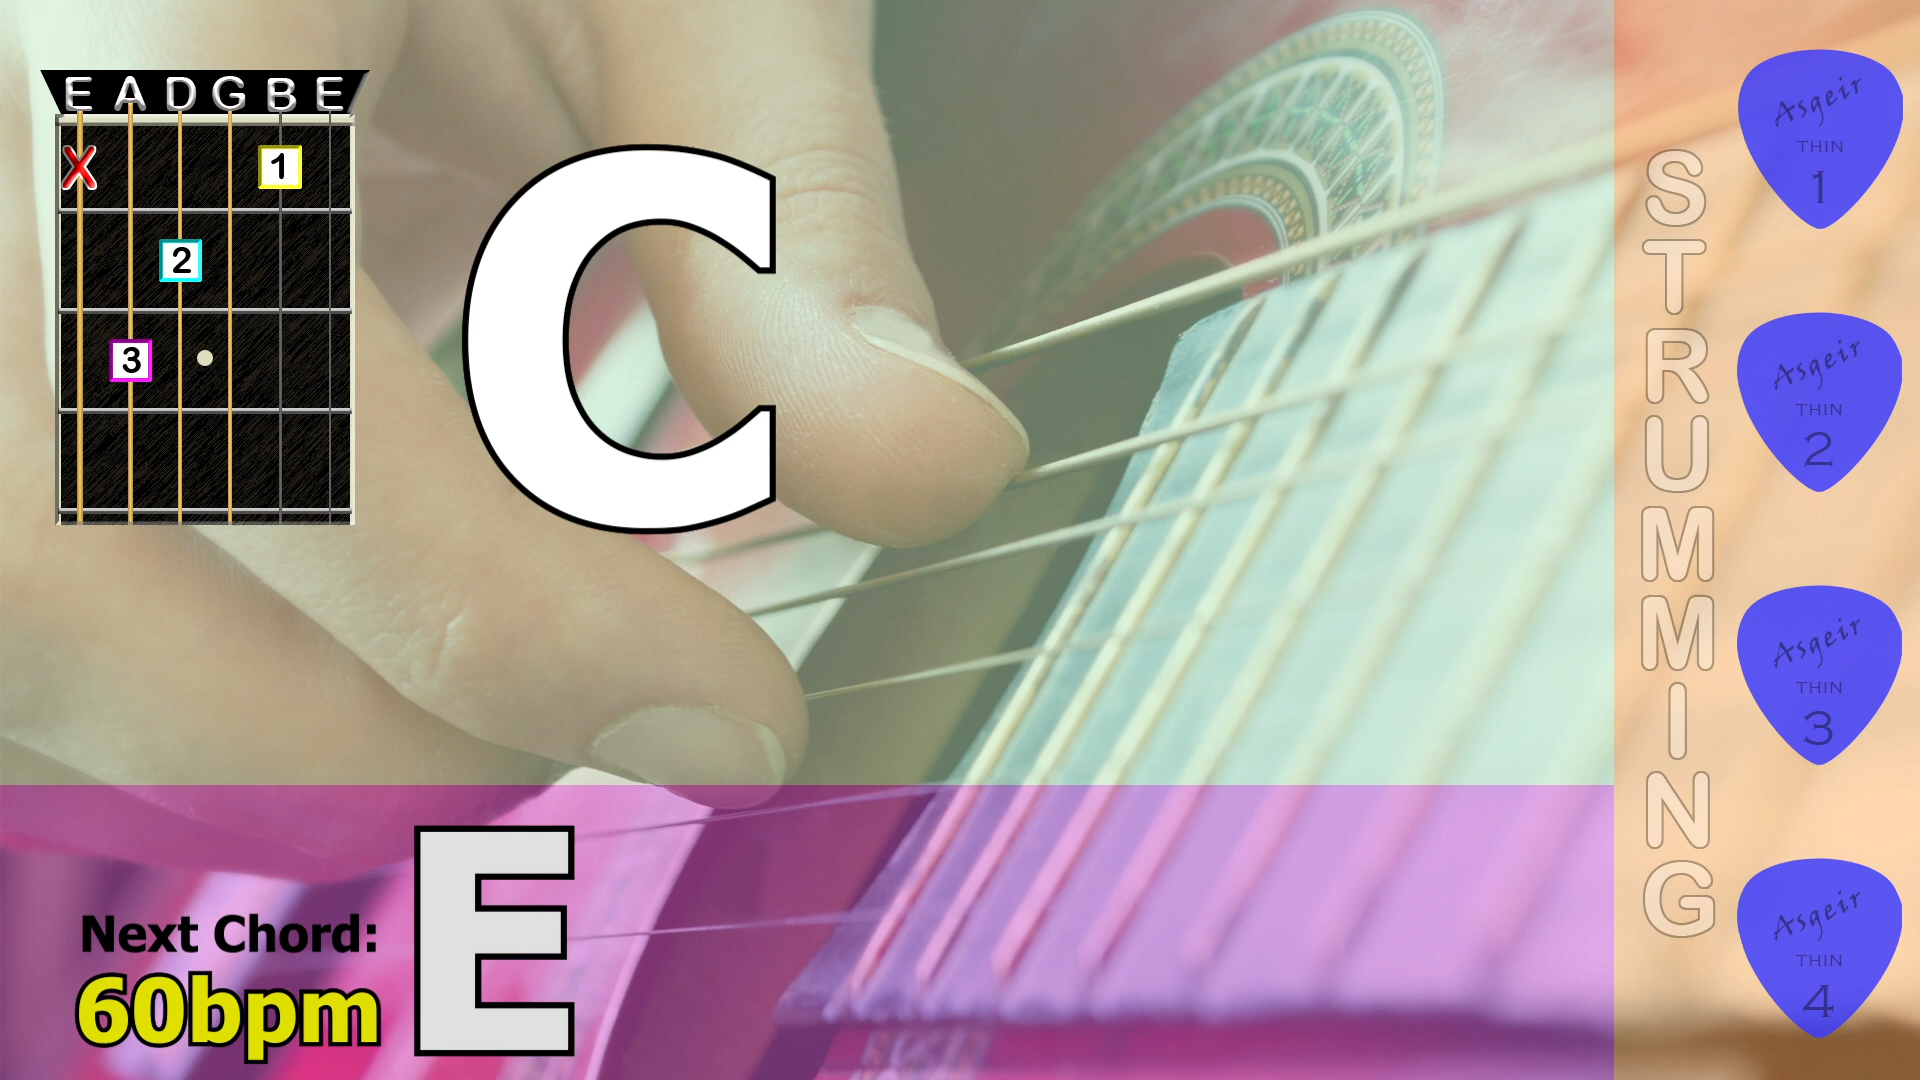 E A D G B E
X
1
2
3
C
Next Chord:
60bpm
E
STRUMMING
Asgeir
THIN
1
Asgeir
THIN
2
Asgeir
THIN
3
Asgeir
THIN
4